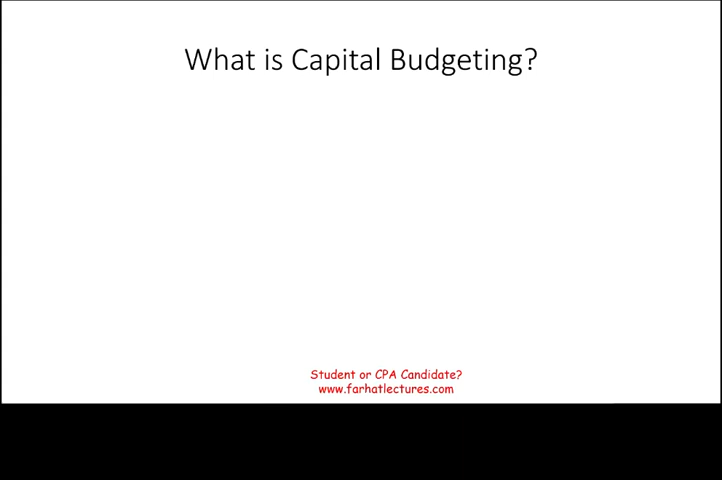 What is Capital Budgeting?
Student or CPA Candidate?
www.farhatlectures.com